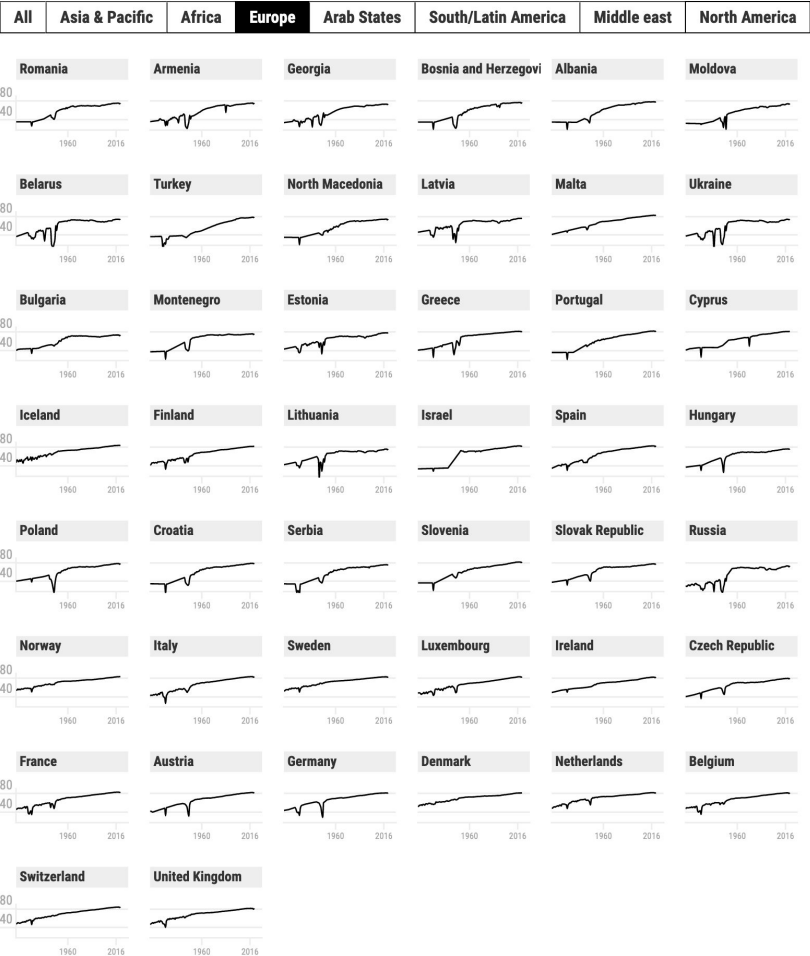 All Asia & Pacific Africa Europe Arab States South/Latin America Middle east North America
Romania Armenia Georgia Bosnia and Herzegovi Albania Moldova
80
40
1960 2016 1960 2016 1960 2016 1960 2016 1960 2016 1960 2016
Belarus Turkey North Macedonia Latvia Malta Ukraine
80
40
1960 2016 1960 2016 1960 2016 1960 2016 1960 2016 1960 2016
Bulgaria Montenegro Estonia Greece Portugal Cyprus
80
40
1960 2016 1960 2016 1960 2016 1960 2016 1960 2016 1960 2016
Iceland Finland Lithuania Israel Spain Hungary
80
40
1960 2016 1960 2016 1960 2016 1960 2016 1960 2016 1960 2016
Poland Croatia Serbia Slovenia Slovak Republic Russia
80
40
1960 2016 1960 2016 1960 2016 1960 2016 1960 2016 1960 2016
Norway Italy Sweden Luxembourg Ireland Czech Republic
80
40
1960 2016 1960 2016 1960 2016 1960 2016 1960 2016 1960 2016
France Austria Germany Denmark Netherlands Belgium
80
40
1960 2016 1960 2016 1960 2016 1960 2016 1960 2016 1960 2016
Switzerland United Kingdom
80
40
1960 2016 1960 2016